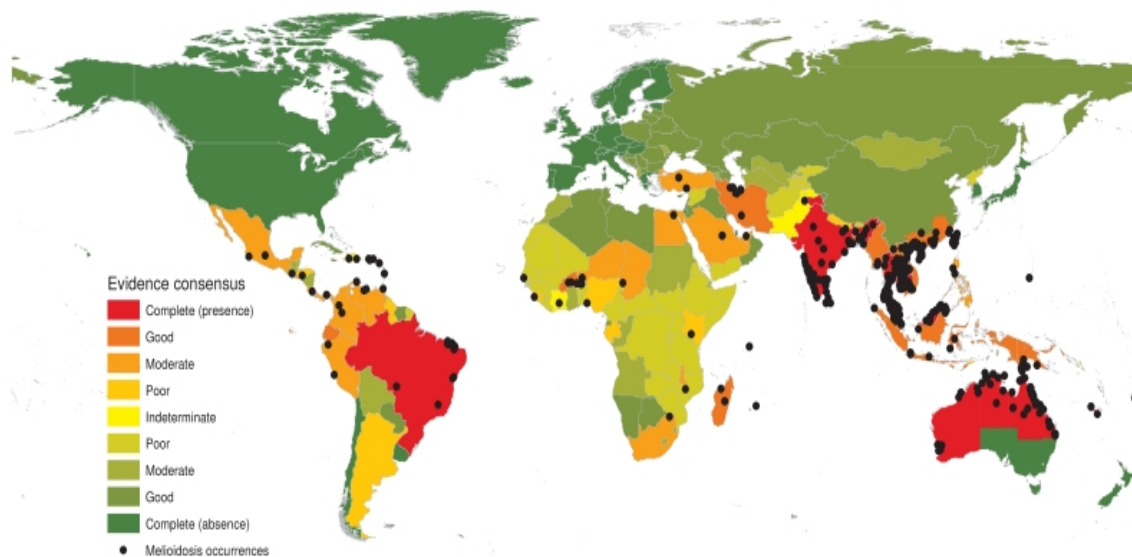 Evidence consensus
Complete (presence)
Good
Moderate
Poor
Indeterminate
Poor
Moderate
Good
Complete (absence)
Melioidosis occurrences